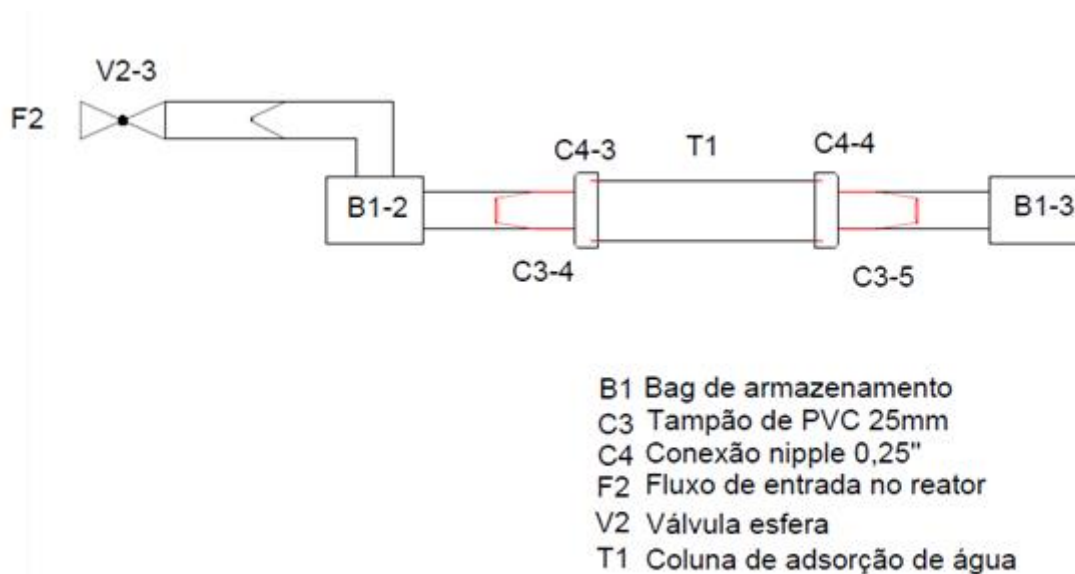 V2-3
F2
C4-3
T1
C4-4
B1-2
B1-3
C3-4
C3-5
B1 Bag de armazenamento
C3 Tampão de PVC 25mm
C4 Conexão nipple 0,25"
F2 Fluxo de entrada no reator
V2 Válvula esfera
T1 Coluna de adsorção de água